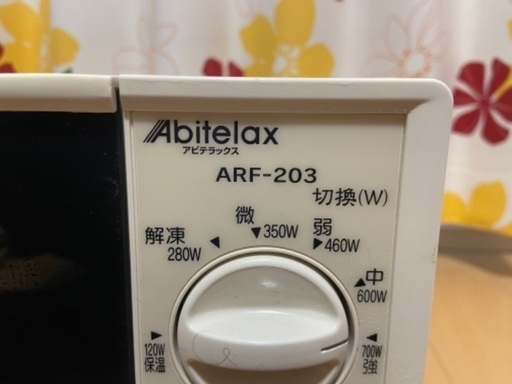 Abitelax
アビテラックス
ARF-203
切換(W)
微
350W
弱
460W
解凍
280W
中
600W
120W
保温
700W
強